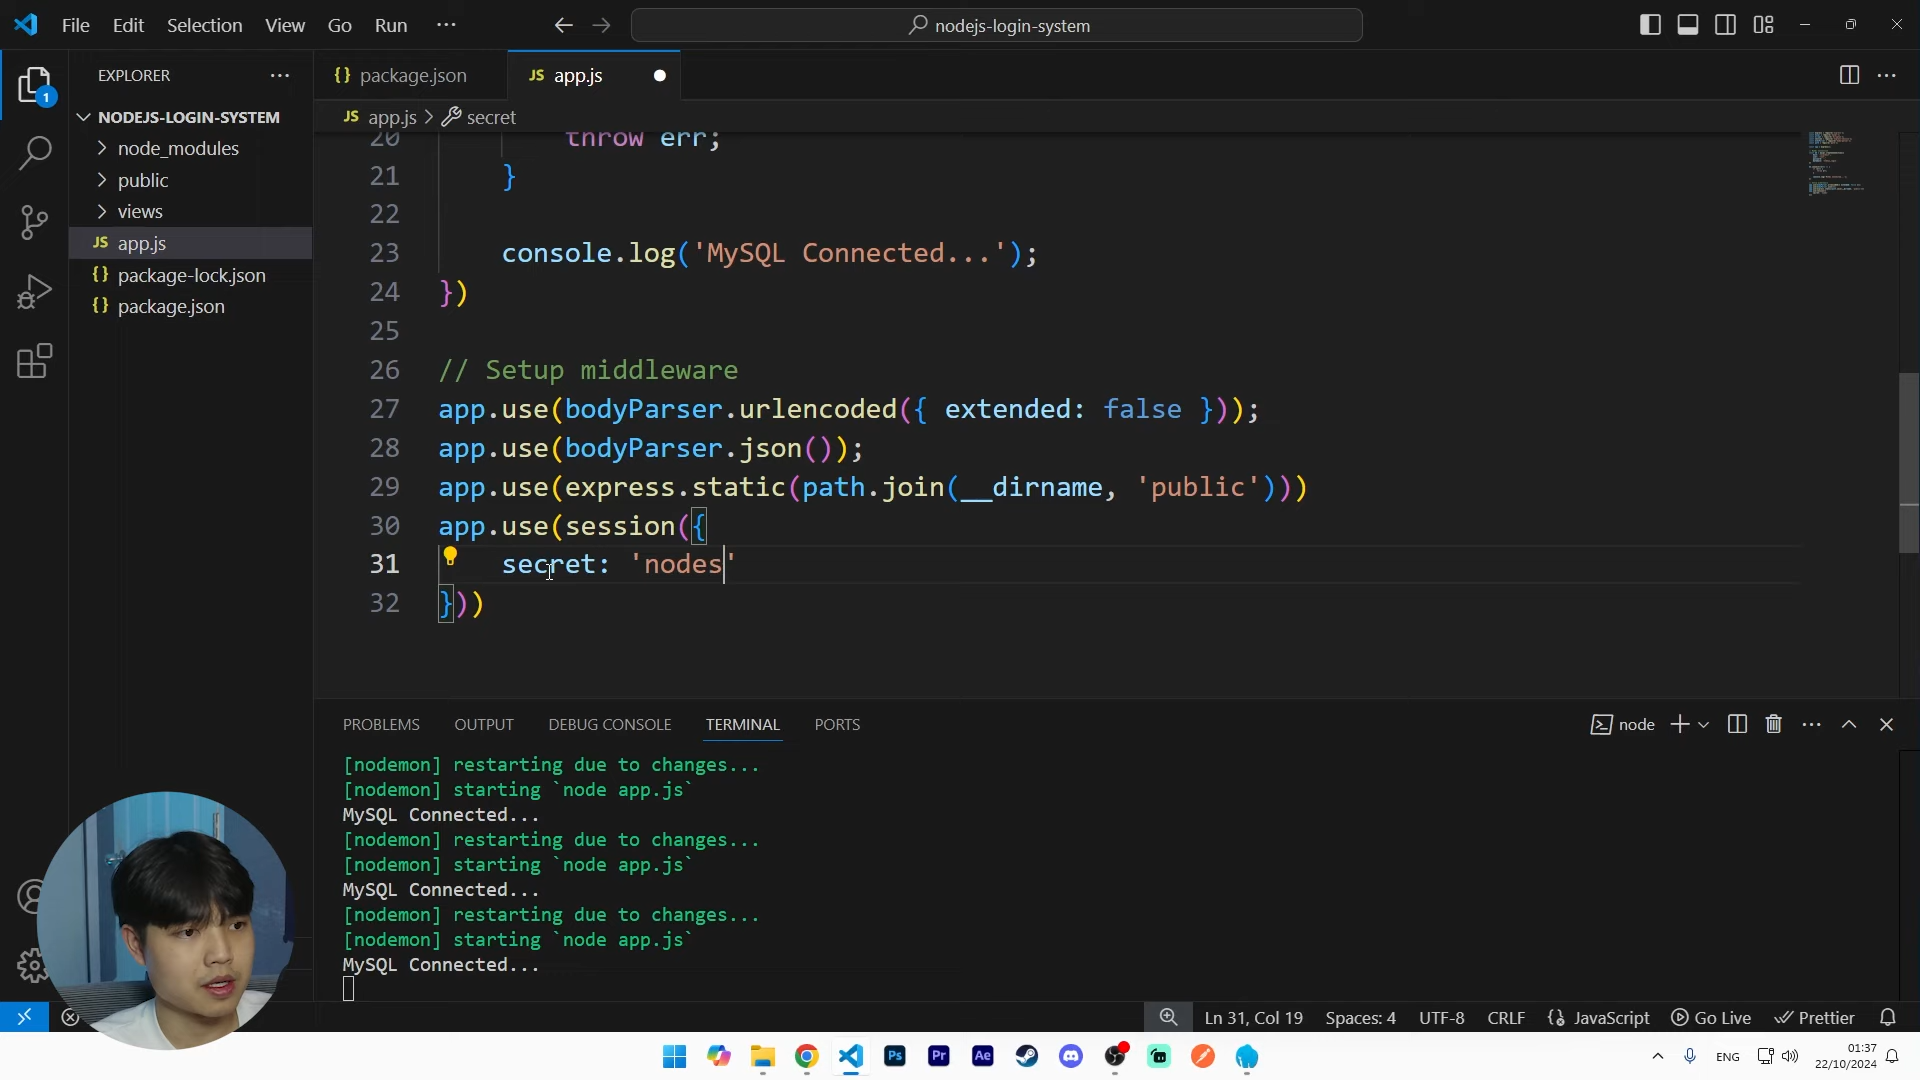 File Edit Selection View Go Run ··· nodejs-login-system
EXPLORER ···
NODEJS-LOGIN-SYSTEM
node_modules
public
views
JS app.js
{} package-lock.json
{} package.json
{} package.json
JS app.js
JS app.js > secret
20 throw err;
21 }
22
23 console.log('MySQL Connected...');
24 })
25
26 // Setup middleware
27 app.use(bodyParser.urlencoded({ extended: false }));
28 app.use(bodyParser.json());
29 app.use(express.static(path.join(__dirname, 'public')))
30 app.use(session({
31 secret: 'nodes'
32 }))
PROBLEMS OUTPUT DEBUG CONSOLE TERMINAL PORTS
node
[nodemon] restarting due to changes...
[nodemon] starting `node app.js`
MySQL Connected...
[nodemon] restarting due to changes...
[nodemon] starting `node app.js`
MySQL Connected...
[nodemon] restarting due to changes...
[nodemon] starting `node app.js`
MySQL Connected...
Ln 31, Col 19 Spaces: 4 UTF-8 CRLF {} JavaScript Go Live Prettier
1
Ps Pr Ae
ENG
01:37
22/10/2024